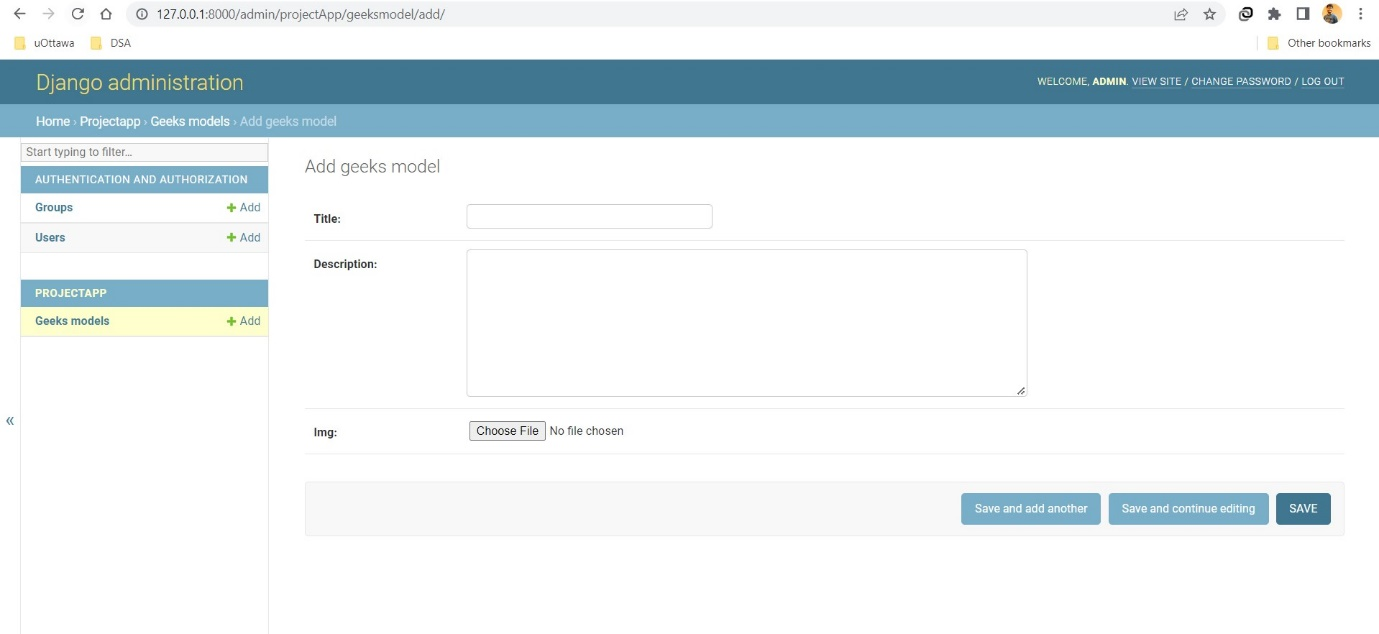 127.0.0.1:8000/admin/projectApp/geeksmodel/add/
uOttawa DSA Other bookmarks
Django administration WELCOME, ADMIN. VIEW SITE / CHANGE PASSWORD / LOG OUT
Home › Projectapp › Geeks models › Add geeks model
Start typing to filter...
AUTHENTICATION AND AUTHORIZATION
Groups + Add
Users + Add
PROJECTAPP
Geeks models + Add
«
Add geeks model
Title:
Description:
Img: Choose File No file chosen
Save and add another Save and continue editing SAVE